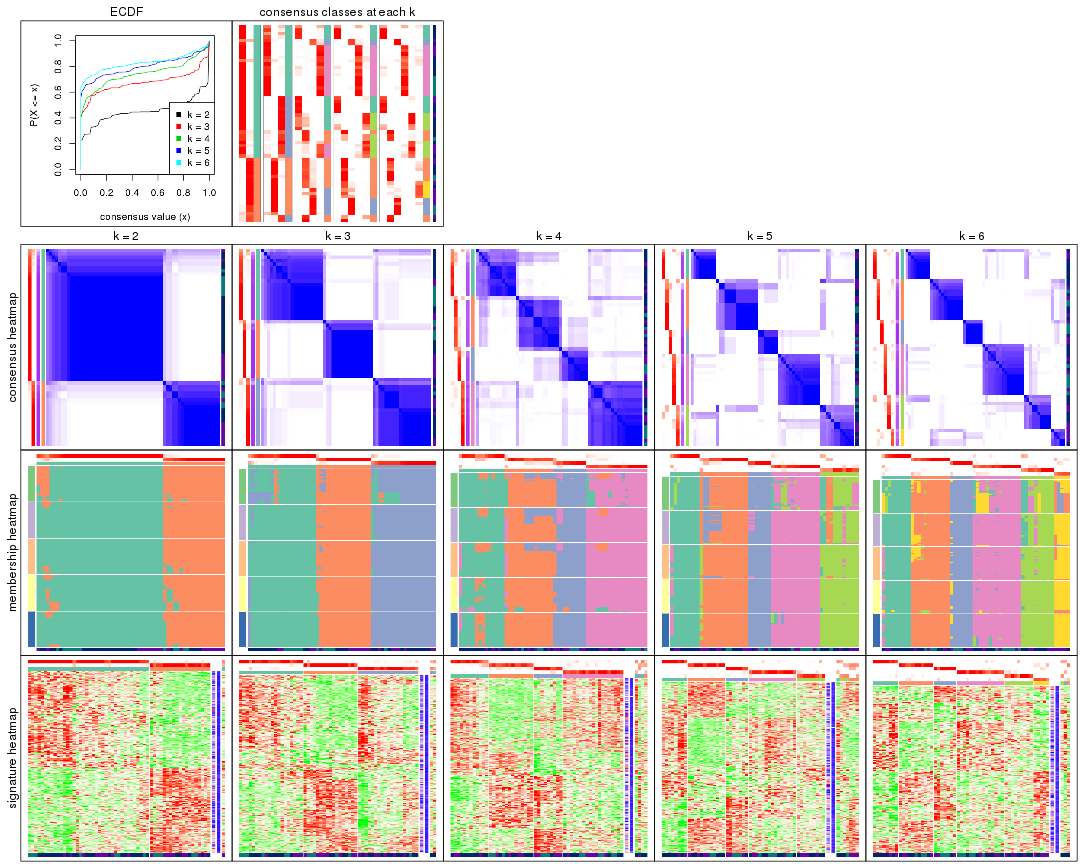 ECDF
consensus classes at each k
P(X <= x)
0.0 0.2 0.4 0.6 0.8 1.0
k = 2
k = 3
k = 4
k = 5
k = 6
0.0 0.2 0.4 0.6 0.8 1.0
consensus value (x)
k = 2
k = 3
k = 4
k = 5
k = 6
consensus heatmap
membership heatmap
signature heatmap